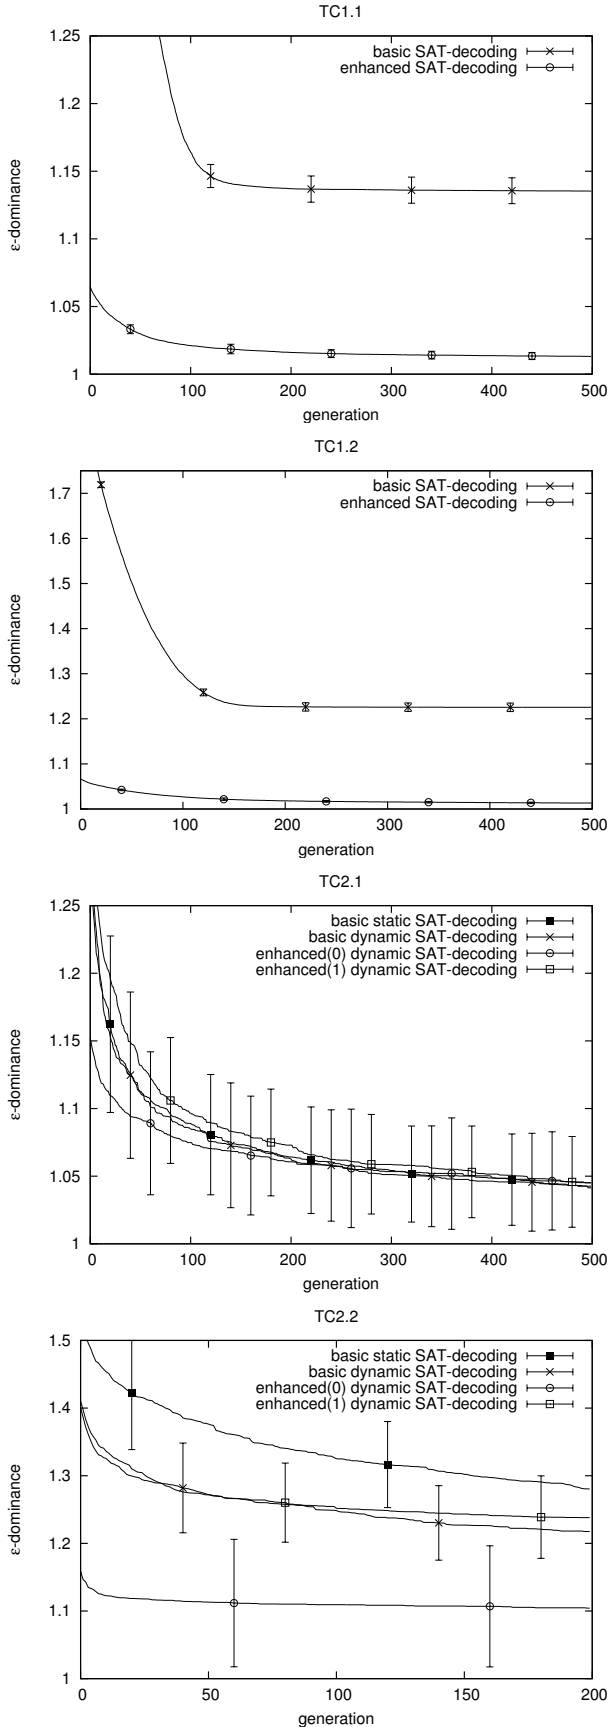 TC1.1
1.25
1.2
1.15
1.1
1.05
1
ε-dominance
basic SAT-decoding
enhanced SAT-decoding
0 100 200 300 400 500
generation
TC1.2
1.7
1.6
1.5
1.4
1.3
1.2
1.1
1
ε-dominance
basic SAT-decoding
enhanced SAT-decoding
0 100 200 300 400 500
generation
TC2.1
1.25
1.2
1.15
1.1
1.05
1
ε-dominance
basic static SAT-decoding
basic dynamic SAT-decoding
enhanced(0) dynamic SAT-decoding
enhanced(1) dynamic SAT-decoding
0 100 200 300 400 500
generation
TC2.2
1.5
1.4
1.3
1.2
1.1
1
ε-dominance
basic static SAT-decoding
basic dynamic SAT-decoding
enhanced(0) dynamic SAT-decoding
enhanced(1) dynamic SAT-decoding
0 50 100 150 200
generation